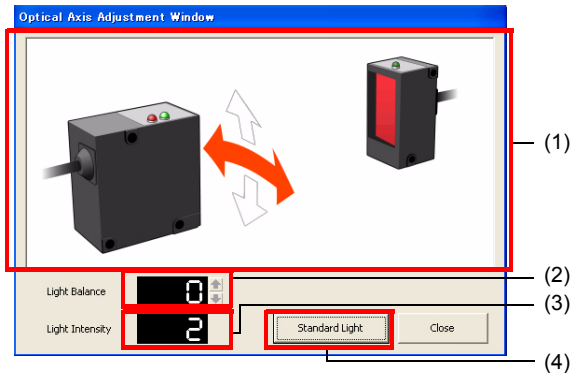 Optical Axis Adjustment Window
(1)
Light Balance 0
(2)
(3)
Light Intensity 2
Standard Light
Close
(4)